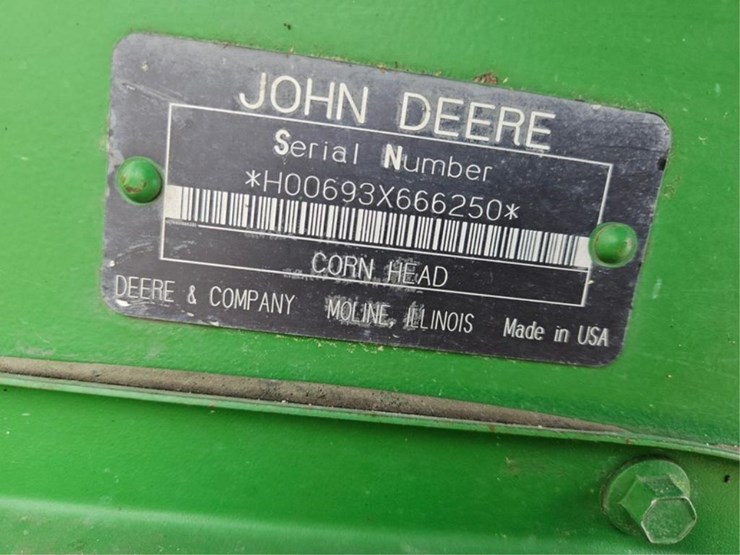 JOHN DEERE
Serial Number
*H00693X666250*
CORN HEAD
DEERE & COMPANY MOLINE, ILLINOIS Made in USA